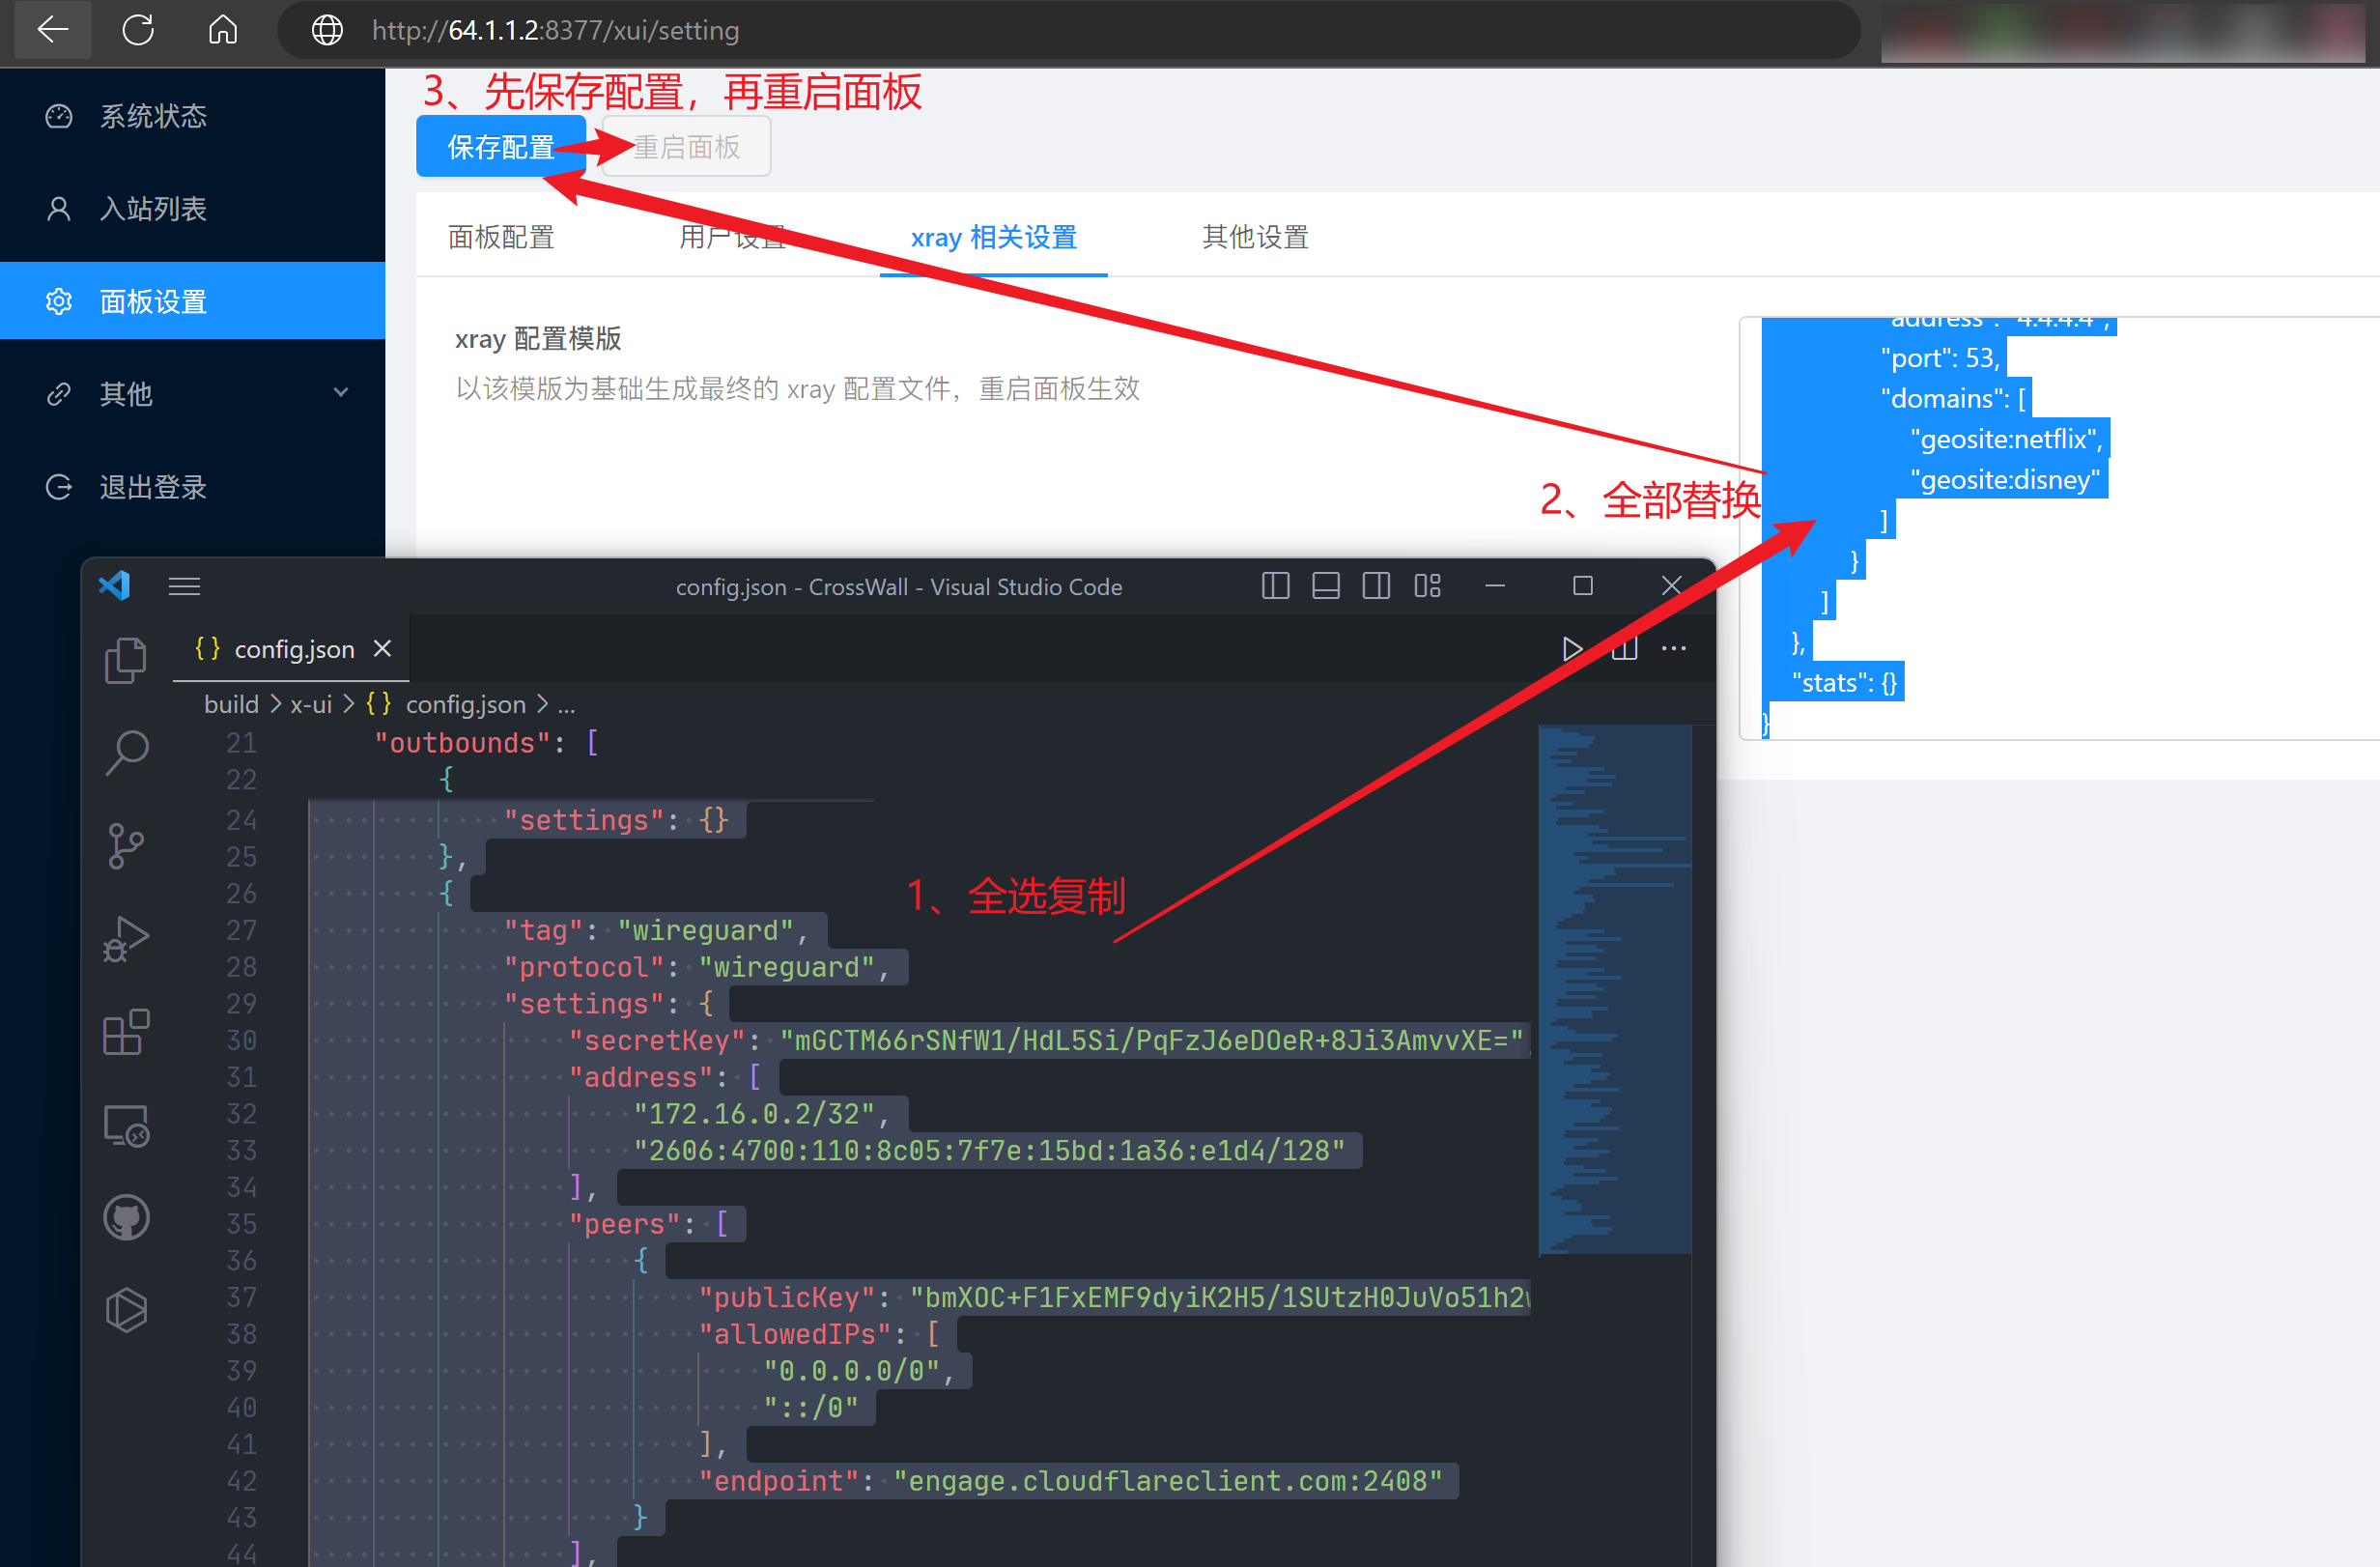 http://64.1.1.2:8377/xui/setting
3、先保存配置，再重启面板
保存配置
重启面板
系统状态
入站列表
面板设置
其他
退出登录
面板配置
用户设置
xray 相关设置
其他设置
xray 配置模版
以该模版为基础生成最终的 xray 配置文件，重启面板生效
"address": "4.4.4.4",
"port": 53,
"domains": [
"geosite:netflix",
"geosite:disney"
]
}
]
},
"stats": {}
}
2、全部替换
config.json - CrossWall - Visual Studio Code
{} config.json
build > x-ui > {} config.json > ...
1、全选复制
21 "outbounds": [
22 {
24 "settings": {}
25 },
26 {
27 "tag": "wireguard",
28 "protocol": "wireguard",
29 "settings": {
30 "secretKey": "mGCTM66rSNfW1/HdL5Si/PqFzJ6eDOeR+8Ji3AmvvXE=",
31 "address": [
32 "172.16.0.2/32",
33 "2606:4700:110:8c05:7f7e:15bd:1a36:e1d4/128"
34 ],
35 "peers": [
36 {
37 "publicKey": "bmXOC+F1FxEMF9dyiK2H5/1SUtzH0JuVo51h2w
38 "allowedIPs": [
39 "0.0.0.0/0",
40 "::/0"
41 ],
42 "endpoint": "engage.cloudflareclient.com:2408"
43 }
44 ],